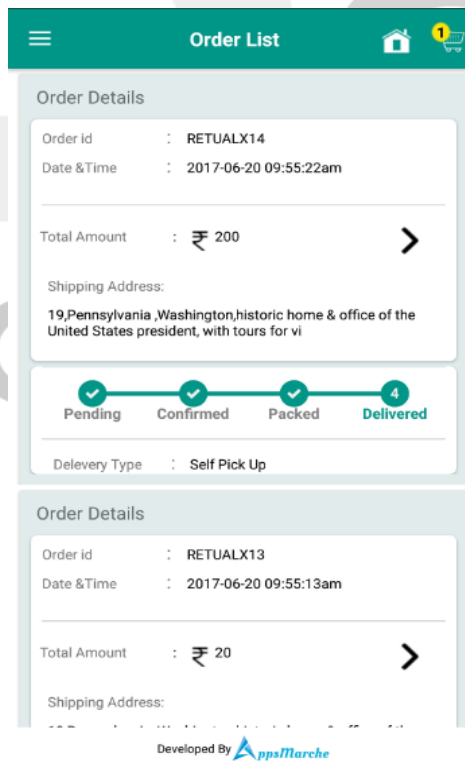 Order List
1
Order Details
Order id : RETUALX14
Date &Time : 2017-06-20 09:55:22am
Total Amount : ₹ 200
Shipping Address:
19,Pennsylvania ,Washington,historic home & office of the
United States president, with tours for vi
4
Pending Confirmed Packed Delivered
Delevery Type : Self Pick Up
Order Details
Order id : RETUALX13
Date &Time : 2017-06-20 09:55:13am
Total Amount : ₹ 20
Shipping Address:
Developed By AppsMarche